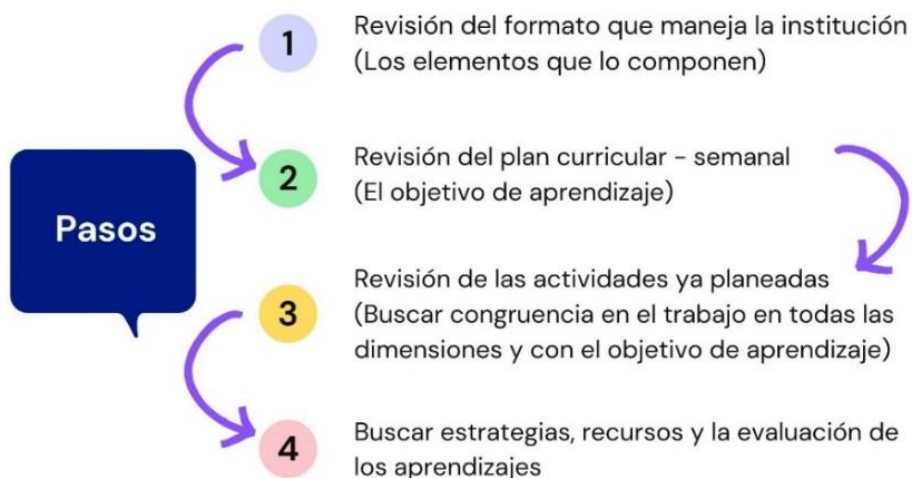 Pasos
1
Revisión del formato que maneja la institución
(Los elementos que lo componen)
2
Revisión del plan curricular - semanal
(El objetivo de aprendizaje)
3
Revisión de las actividades ya planeadas
(Buscar congruencia en el trabajo en todas las
dimensiones y con el objetivo de aprendizaje)
4
Buscar estrategias, recursos y la evaluación de
los aprendizajes